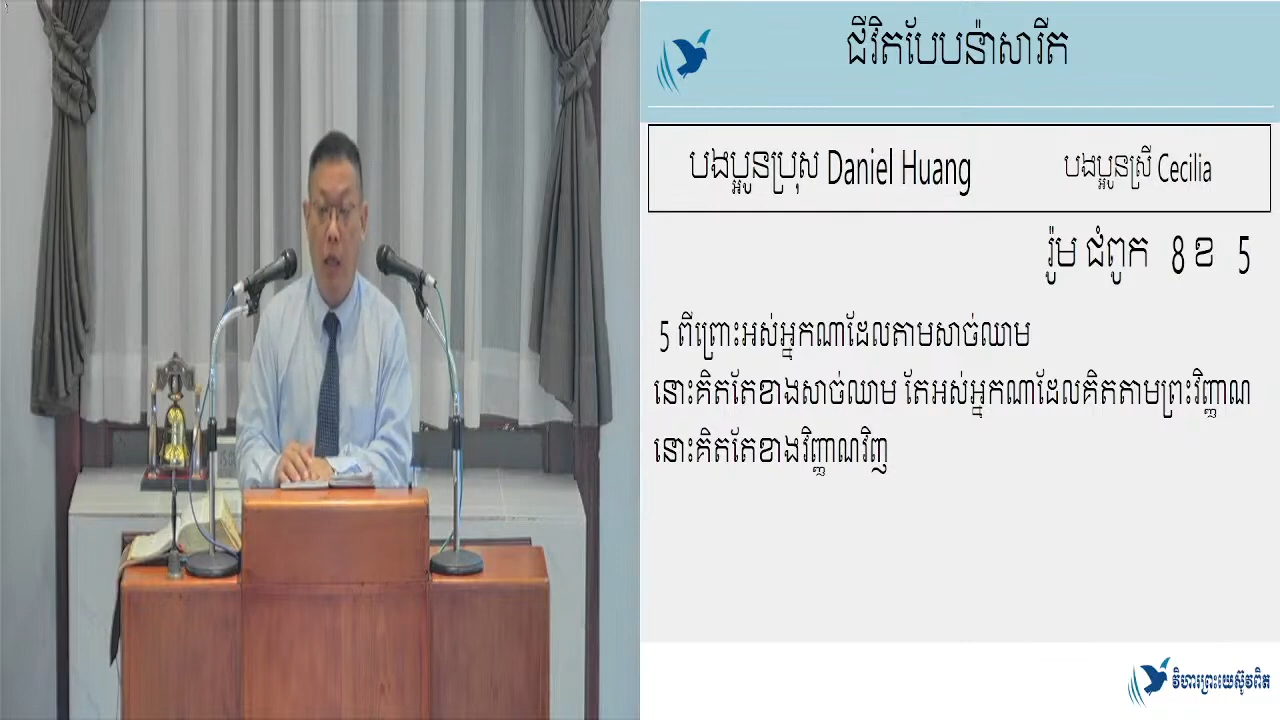 ជីវិតបែបន៉ាសារីត
បងប្អូនប្រុស Daniel Huang បងប្អូនស្រី Cecilia
រ៉ូម ជំពូក 8 ខ 5
5 ពីព្រោះអស់អ្នកណាដែលតាមសាច់ឈាម
នោះគិតតែខាងសាច់ឈាម តែអស់អ្នកណាដែលគិតតាមព្រះវិញ្ញាណ
នោះគិតតែខាងវិញ្ញាណវិញ
វិហារព្រះយេស៊ូវពិត